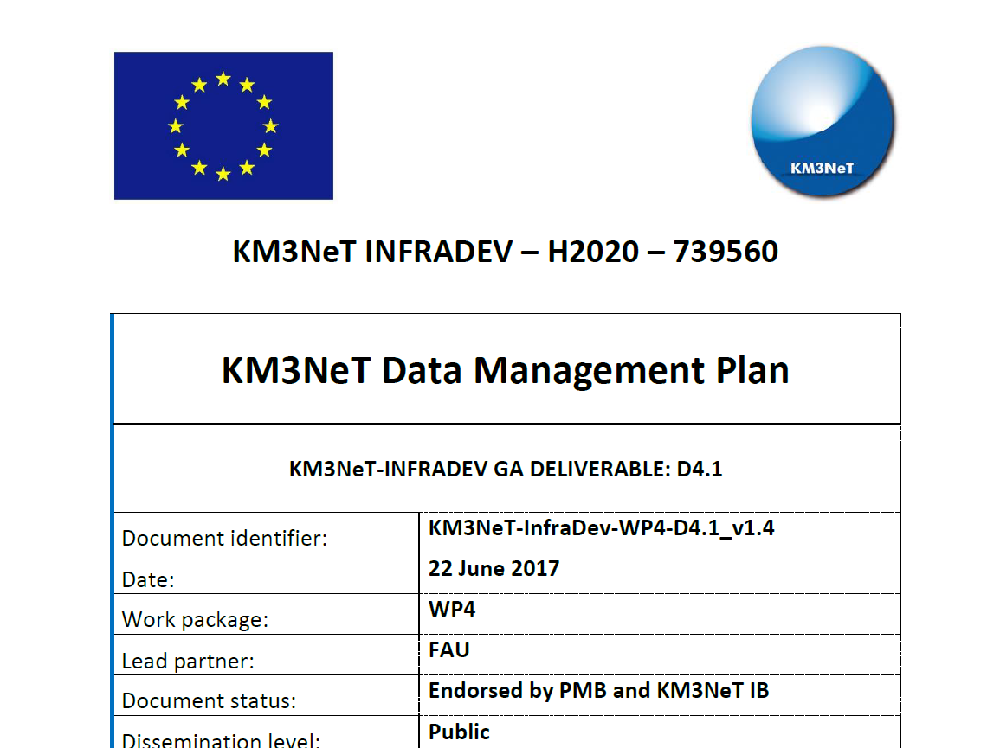 KM3NeT
KM3NeT INFRADEV – H2020 – 739560
KM3NeT Data Management Plan
KM3NeT-INFRADEV GA DELIVERABLE: D4.1
Document identifier: KM3NeT-InfraDev-WP4-D4.1_v1.4
Date: 22 June 2017
Work package: WP4
Lead partner: FAU
Document status: Endorsed by PMB and KM3NeT IB
Dissemination level: Public